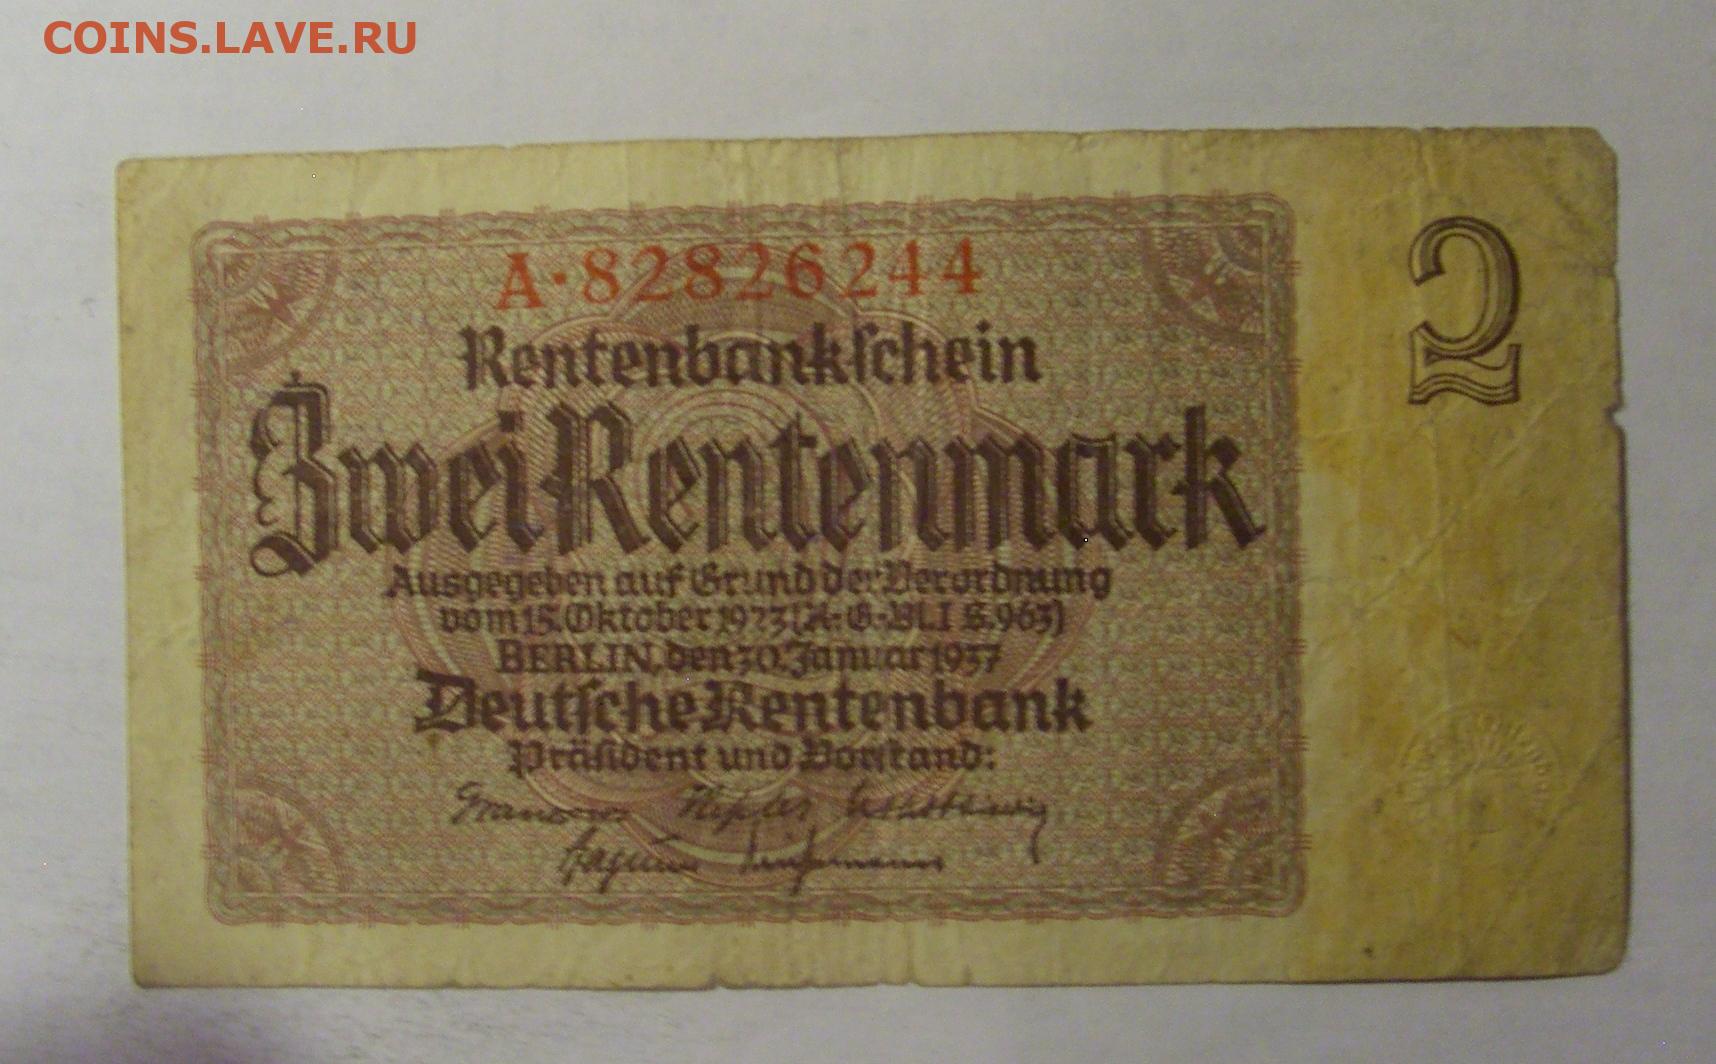 COINS.LAVE.RU
A·82826244
Rentenbankſchein
2
Zwei Rentenmark
Ausgegeben auf Grund der Verordnung
vom 15. Oktober 1923 (R.-G.-Bl. I S. 963)
BERLIN, den 30. Januar 1937
Deutſche Rentenbank
Präſident und Vorſtand: